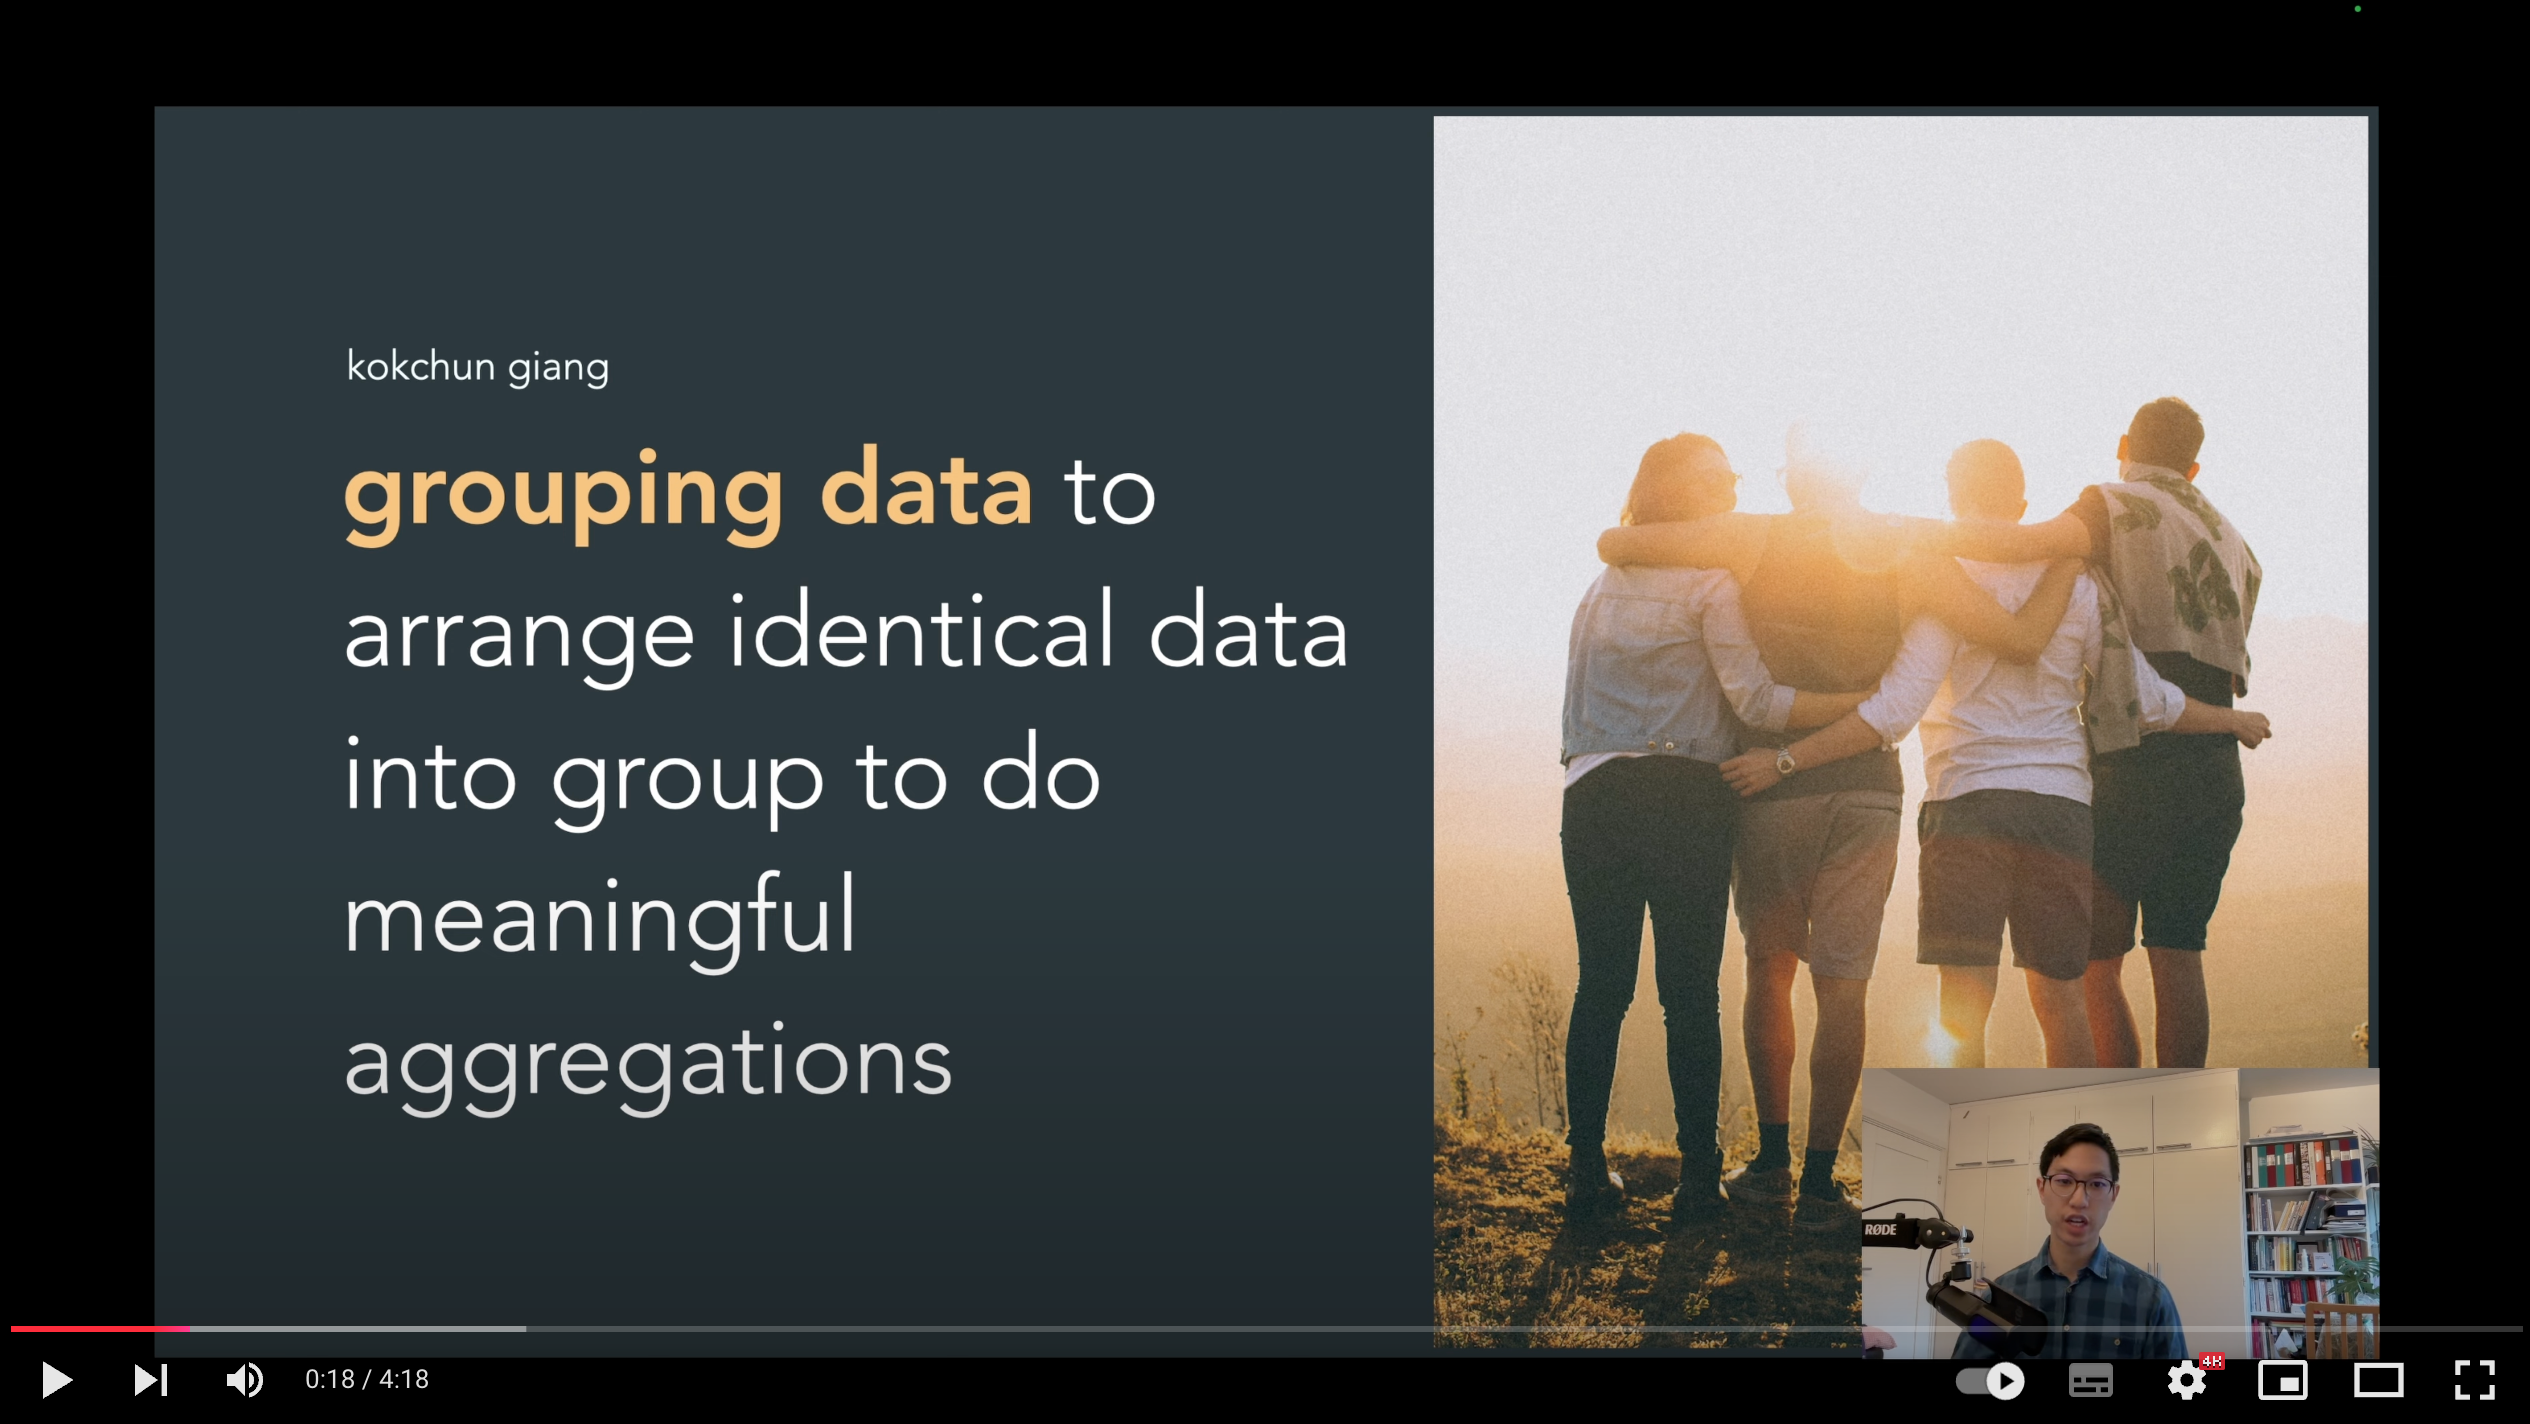 kokchun giang
grouping data to
arrange identical data
into group to do
meaningful
aggregations
RØDE
0:18 / 4:18
4K